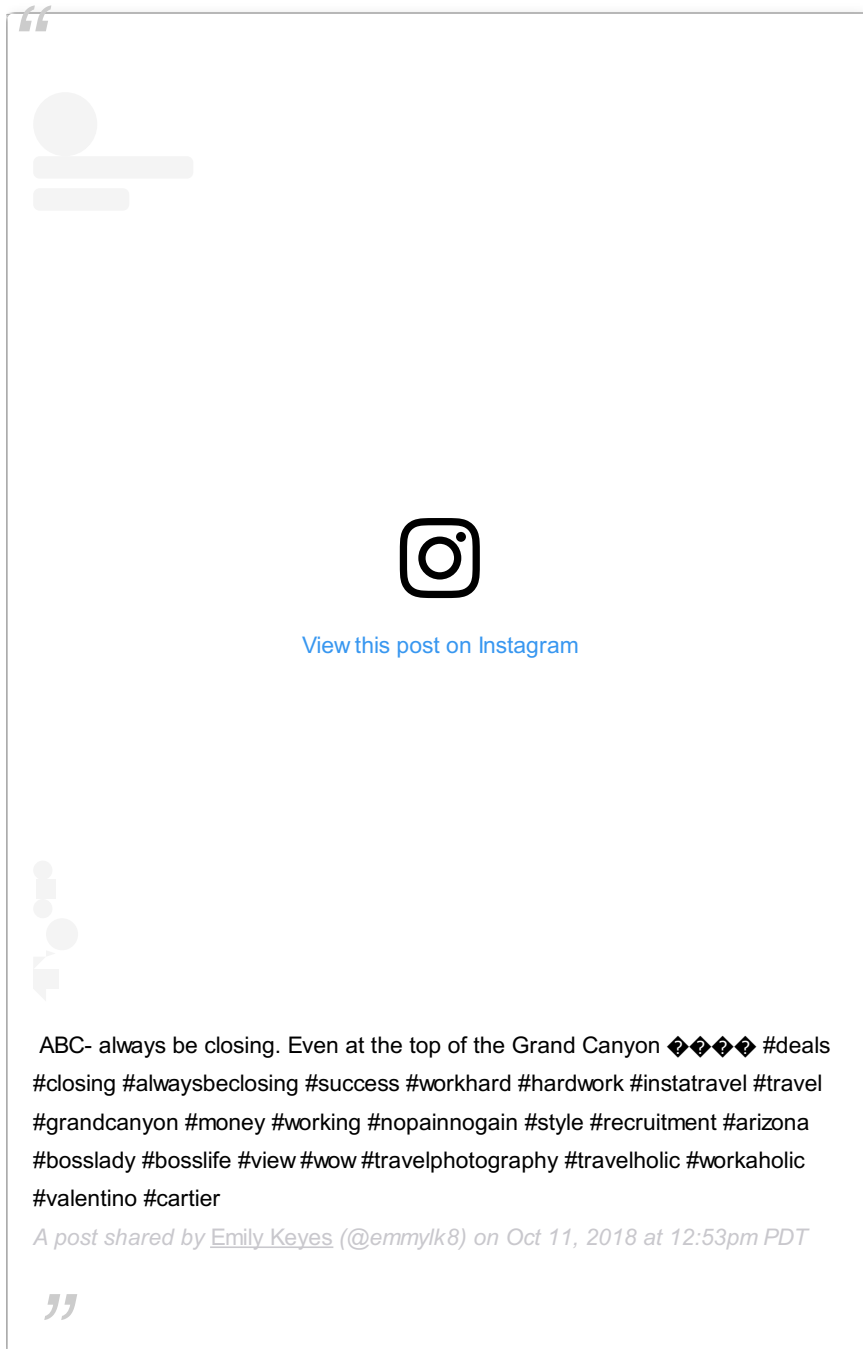 “
View this post on Instagram
ABC- always be closing. Even at the top of the Grand Canyon ���� #deals
#closing #alwaysbeclosing #success #workhard #hardwork #instatravel #travel
#grandcanyon #money #working #nopainnogain #style #recruitment #arizona
#bosslady #bosslife #view #wow #travelphotography #travelholic #workaholic
#valentino #cartier
A post shared by Emily Keyes (@emmylk8) on Oct 11, 2018 at 12:53pm PDT
”